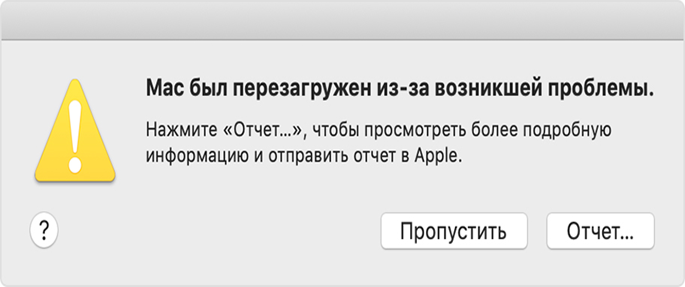 Mac был перезагружен из-за возникшей проблемы.
Нажмите «Отчет...», чтобы просмотреть более подробную
информацию и отправить отчет в Apple.
?
Пропустить
Отчет...